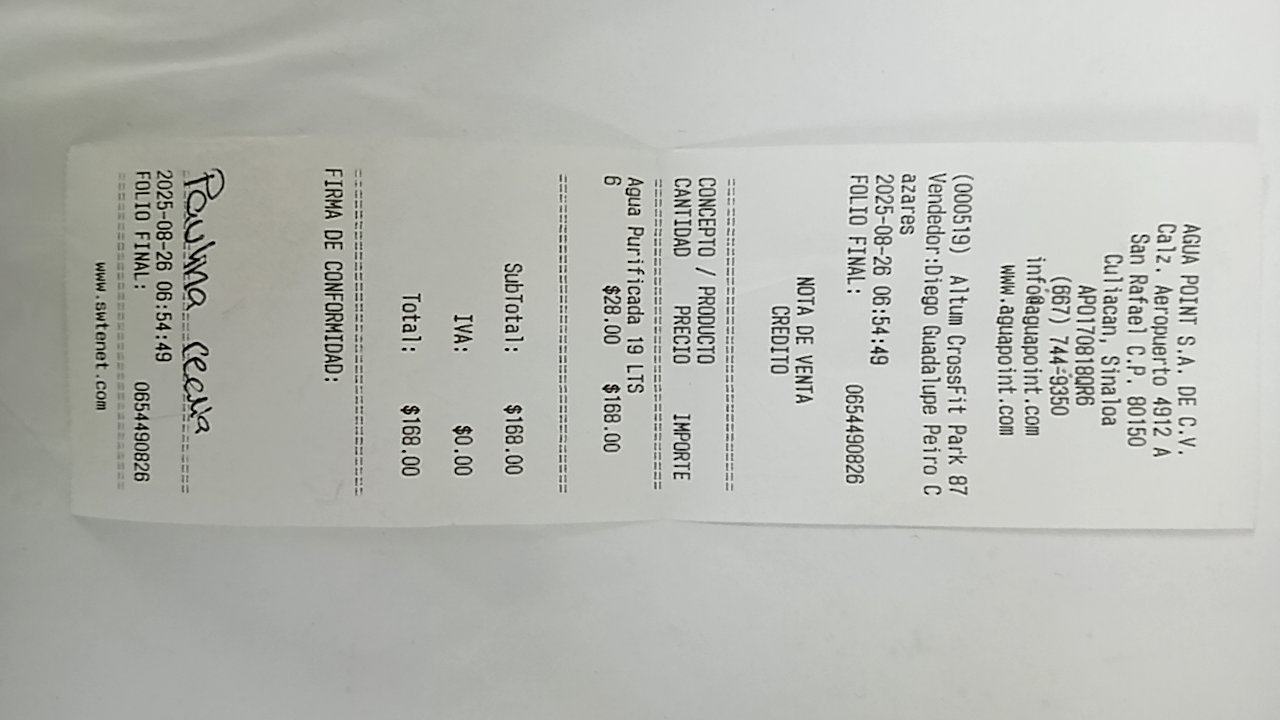 AGUA POINT S.A. DE C.V.
Calz. Aeropuerto 4912 A
San Rafael C.P. 80150
Culiacan, Sinaloa
APO170818QR6
(667) 744-9350
info@aguapoint.com
www.aguapoint.com
(000519) Altum CrossFit Park 87
Vendedor:Diego Guadalupe Peiro C
azares
2025-08-26 06:54:49
FOLIO FINAL: 0654490826
NOTA DE VENTA
CREDITO
================================
CONCEPTO / PRODUCTO
CANTIDAD PRECIO IMPORTE
================================
Agua Purificada 19 LTS
6 $28.00 $168.00
================================
SubTotal: $168.00
IVA: $0.00
Total: $168.00
================================
FIRMA DE CONFORMIDAD:
Paulina Ceceña
================================
2025-08-26 06:54:49
FOLIO FINAL: 0654490826
================================
www.swtenet.com